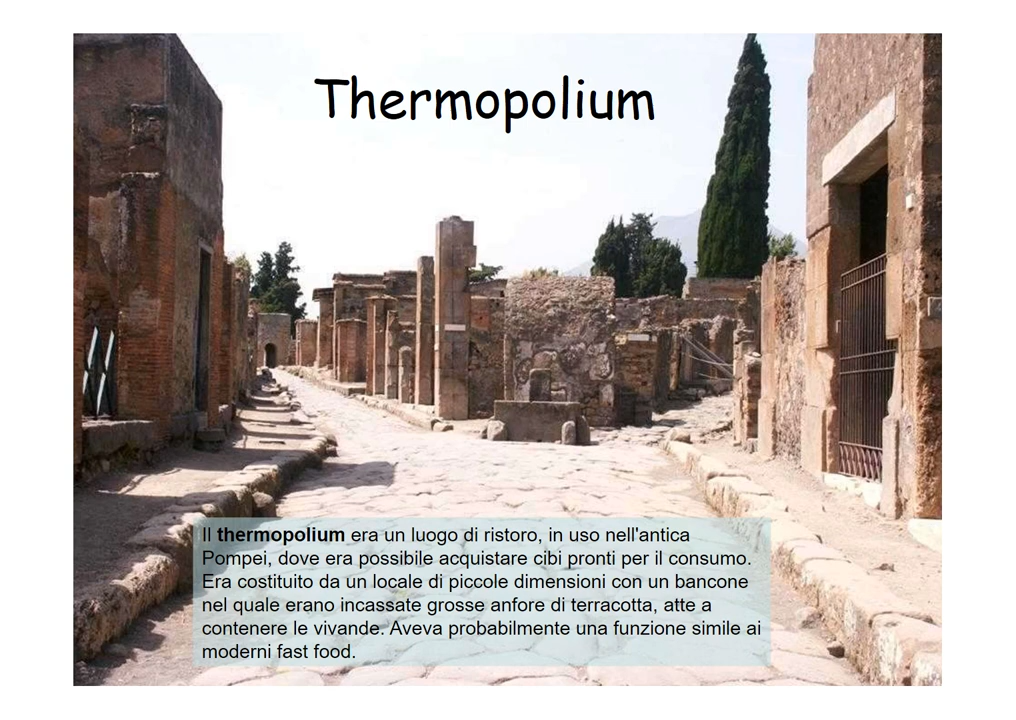 Thermopolium
Il thermopolium era un luogo di ristoro, in uso nell'antica
Pompei, dove era possibile acquistare cibi pronti per il consumo.
Era costituito da un locale di piccole dimensioni con un bancone
nel quale erano incassate grosse anfore di terracotta, atte a
contenere le vivande. Aveva probabilmente una funzione simile ai
moderni fast food.